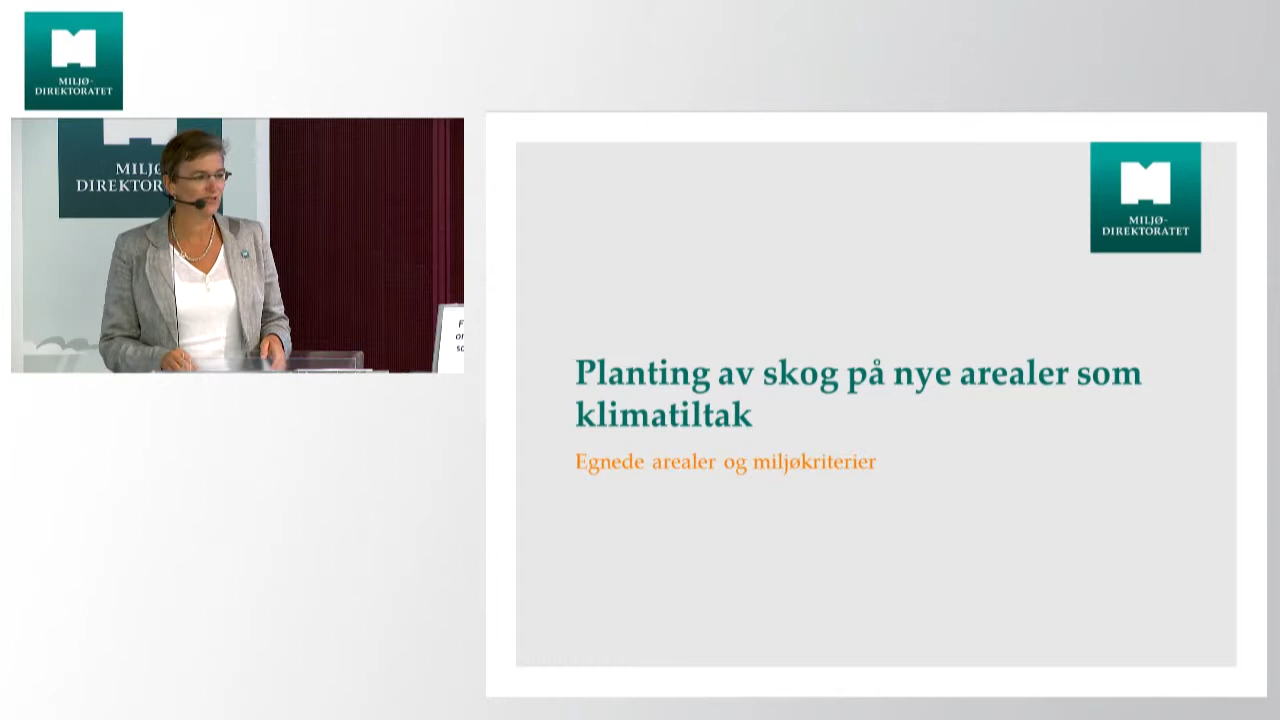 MILJØ-
DIREKTORATET
MILJØ
DIREKTOR
Planting av skog på nye arealer som
klimatiltak
Egnede arealer og miljøkriterier
MILJØ-
DIREKTORATET